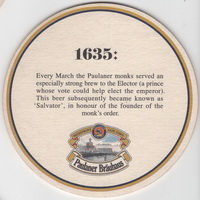 1635:
Every March the Paulaner monks served an
especially strong brew to the Elector (a prince
whose vote could help elect the emperor).
This beer subsequently became known as
'Salvator', in honour of the founder of the
monk's order.
Paulaner Bräuhaus